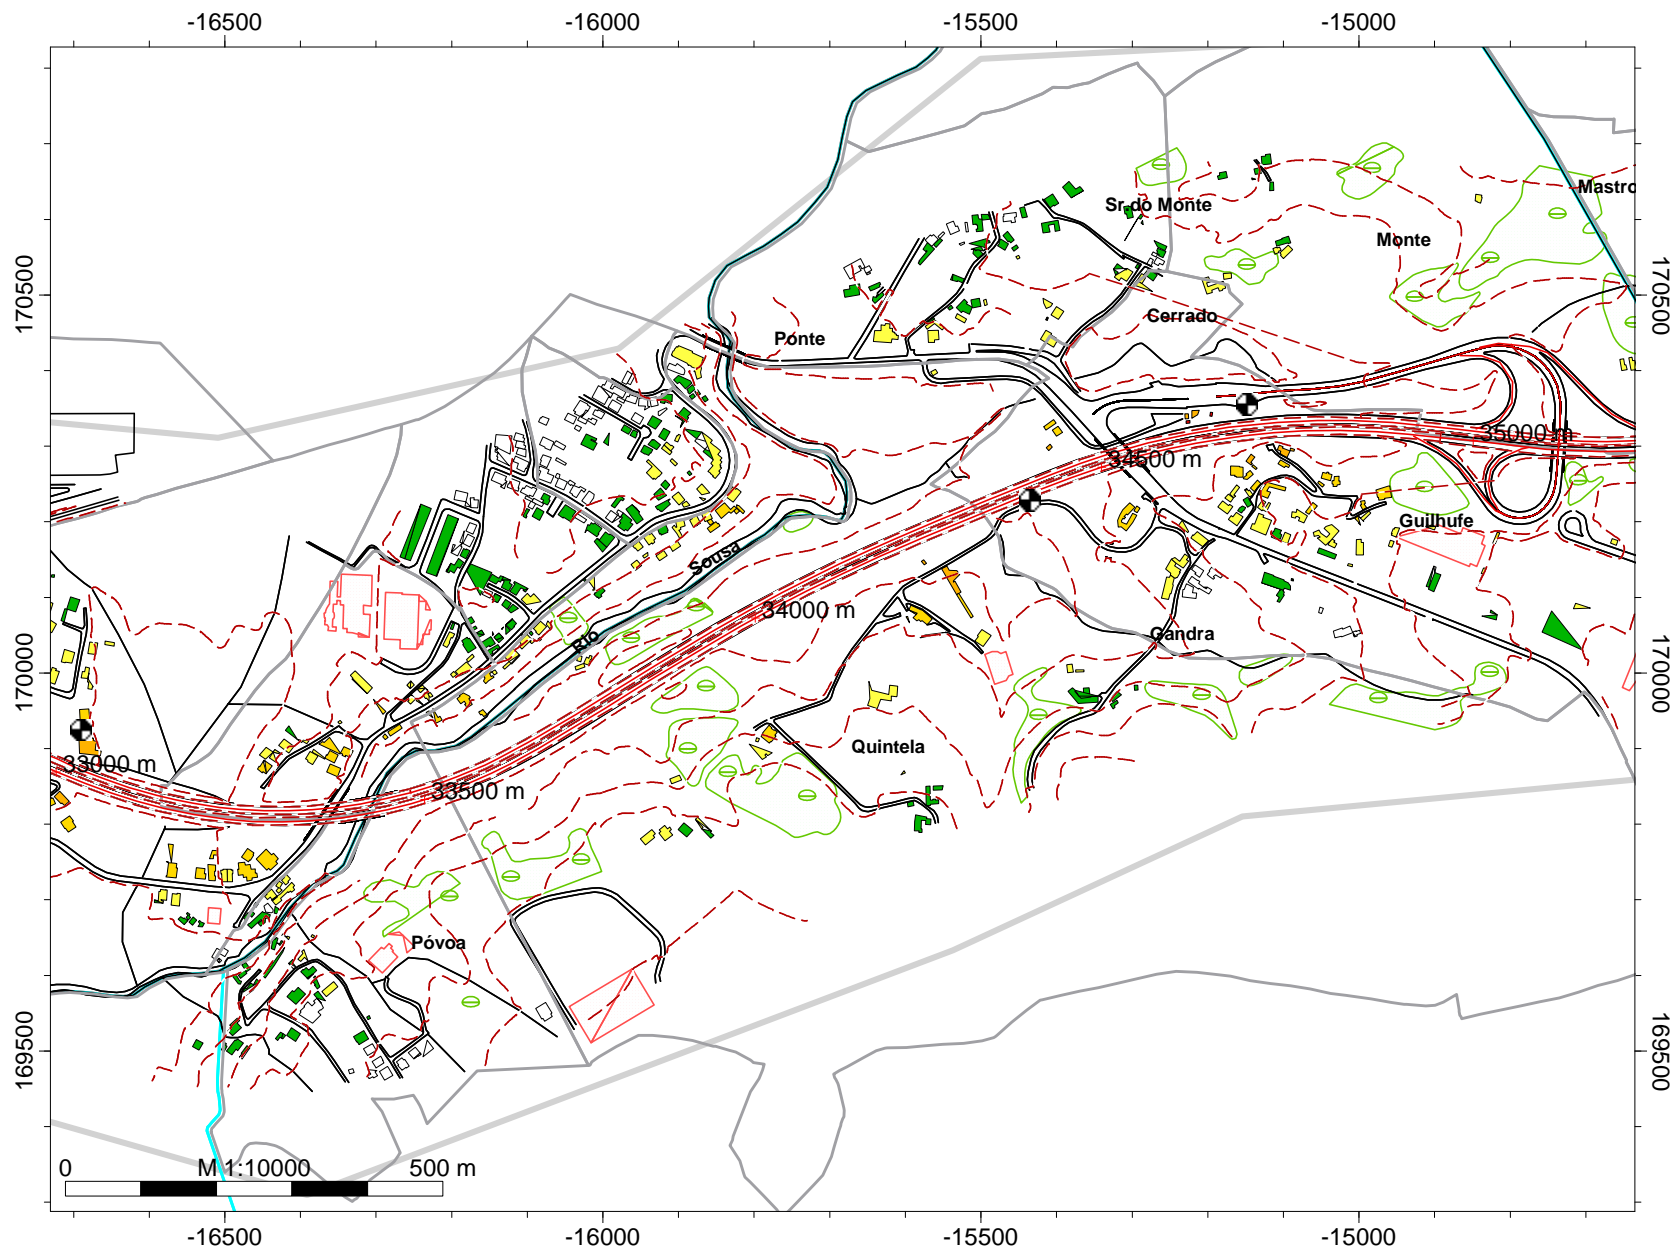 -16500 -16000 -15500 -15000
Mastro
Sr.do Monte
Monte
170500
170500
Cerrado
Ponte
35000 m
34500 m
Guilhufe
Sousa
34000 m
Rio
Gandra
170000
170000
Quintela
33000 m
33500 m
Póvoa
169500
169500
0 M 1:10000 500 m
-16500 -16000 -15500 -15000